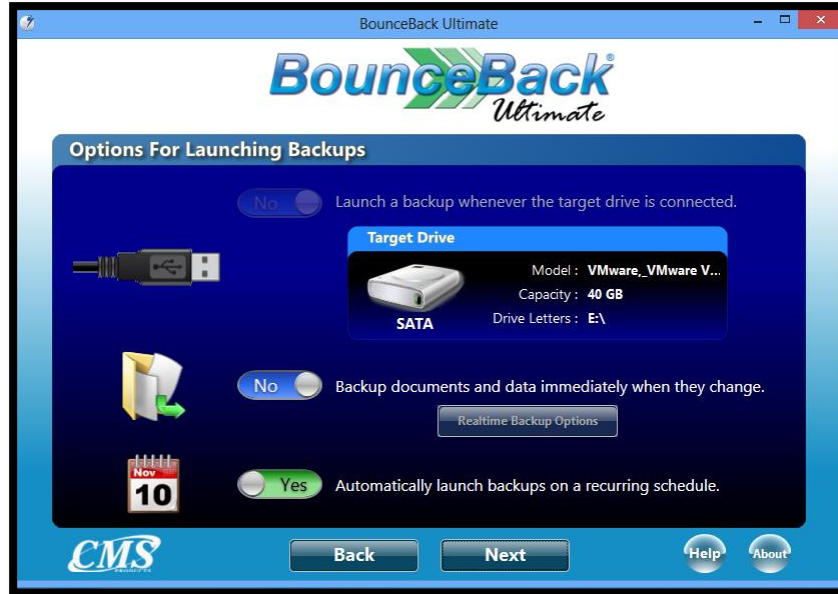 BounceBack Ultimate
BounceBack
Ultimate
Options For Launching Backups
No Launch a backup whenever the target drive is connected.
Target Drive
Model : VMware,_VMware V...
Capacity : 40 GB
SATA Drive Letters : E:\
No Backup documents and data immediately when they change.
Realtime Backup Options
Nov
10
Yes Automatically launch backups on a recurring schedule.
CMS
PRODUCTS
Back Next Help About